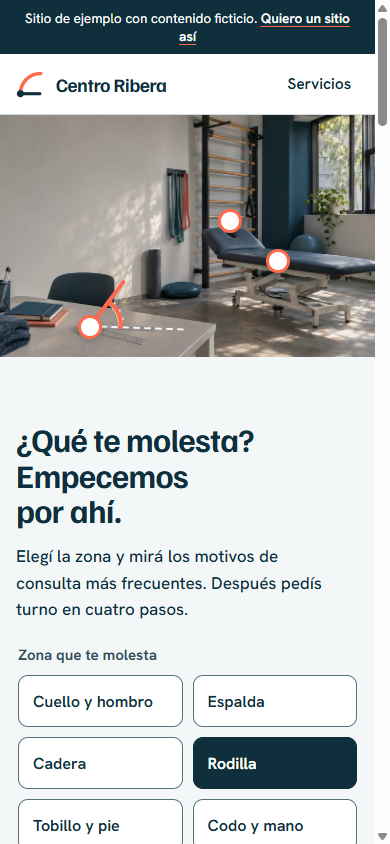 Sitio de ejemplo con contenido ficticio. Quiero un sitio
así
Centro Ribera
Servicios
¿Qué te molesta?
Empecemos
por ahí.
Elegí la zona y mirá los motivos de
consulta más frecuentes. Después pedís
turno en cuatro pasos.
Zona que te molesta
Cuello y hombro
Espalda
Cadera
Rodilla
Tobillo y pie
Codo y mano